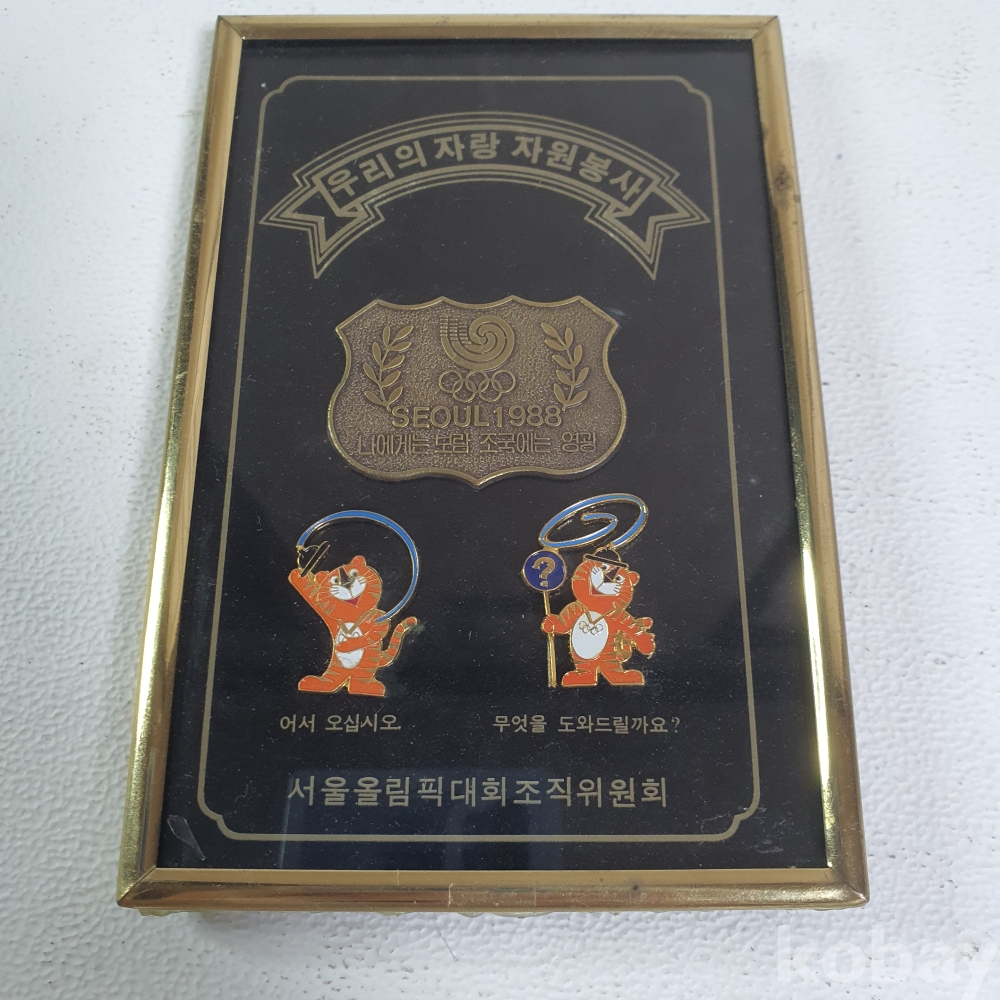 우리의 자랑 자원봉사
SEOUL 1988
나에게는 보람 조국에는 영광
?
어서 오십시오.
무엇을 도와드릴까요?
서울올림픽대회조직위원회
kobay